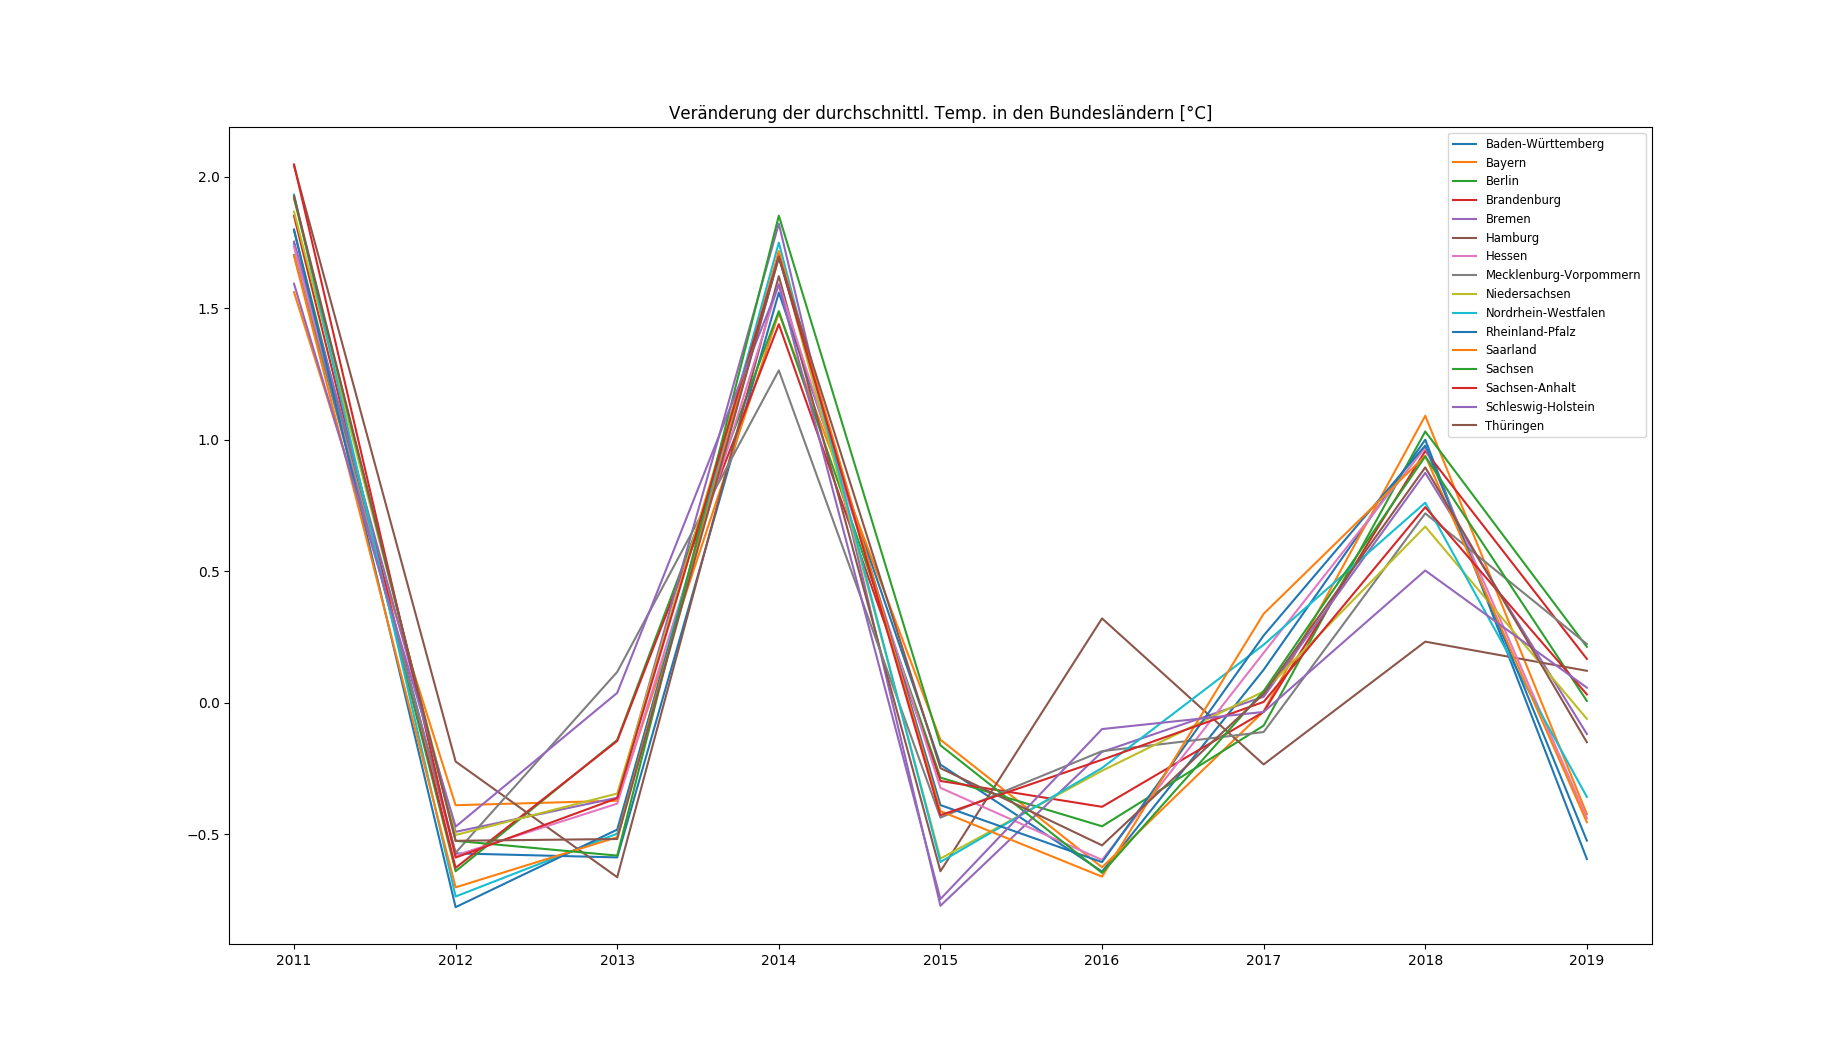 Veränderung der durchschnittl. Temp. in den Bundesländern [°C]
2.0
1.5
1.0
0.5
0.0
−0.5
Baden-Württemberg
Bayern
Berlin
Brandenburg
Bremen
Hamburg
Hessen
Mecklenburg-Vorpommern
Niedersachsen
Nordrhein-Westfalen
Rheinland-Pfalz
Saarland
Sachsen
Sachsen-Anhalt
Schleswig-Holstein
Thüringen
2011 2012 2013 2014 2015 2016 2017 2018 2019